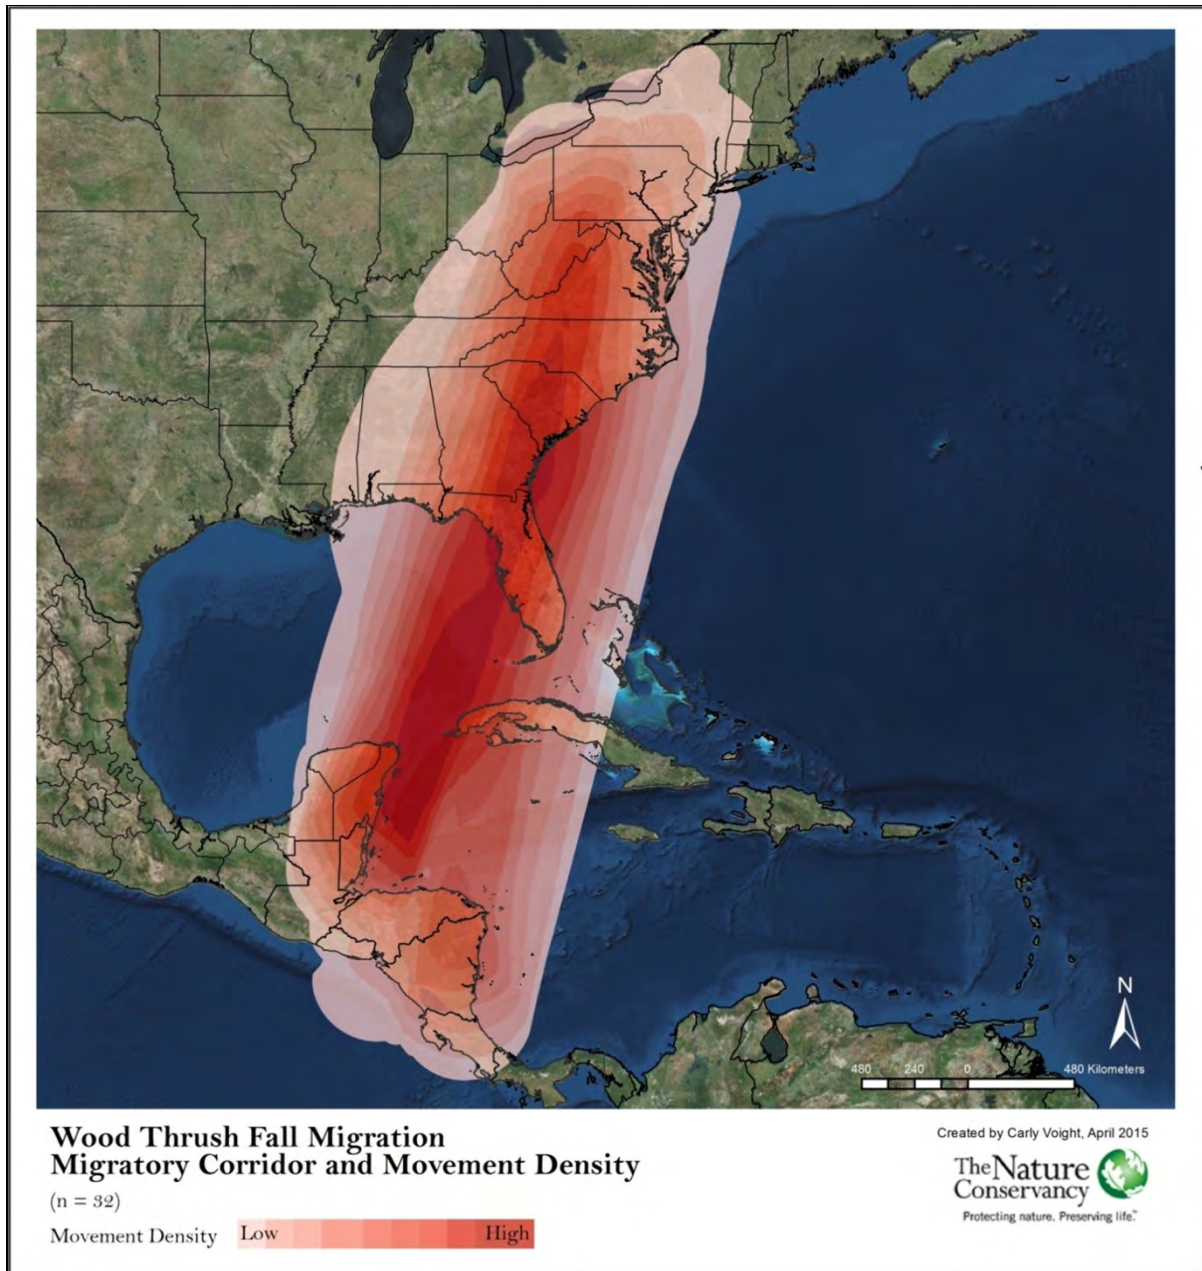 N
480 240 0 480 Kilometers
Wood Thrush Fall Migration
Migratory Corridor and Movement Density
(n = 32)
Movement Density Low High
Created by Carly Voight, April 2015
The Nature
Conservancy
Protecting nature. Preserving life.™